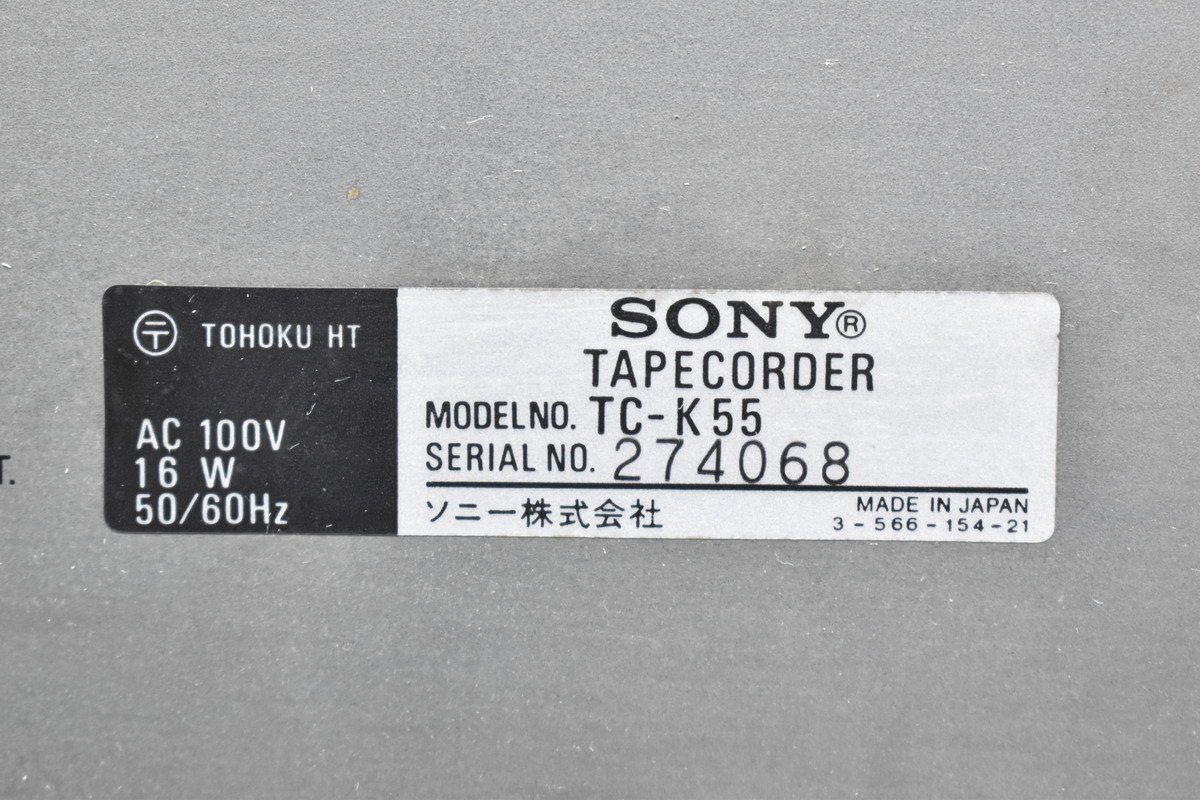 〒 TOHOKU HT
AC 100V
16 W
50/60Hz
SONY®
TAPECORDER
MODEL NO. TC-K55
SERIAL NO. 274068
ソニー株式会社
MADE IN JAPAN
3-566-154-21
T.